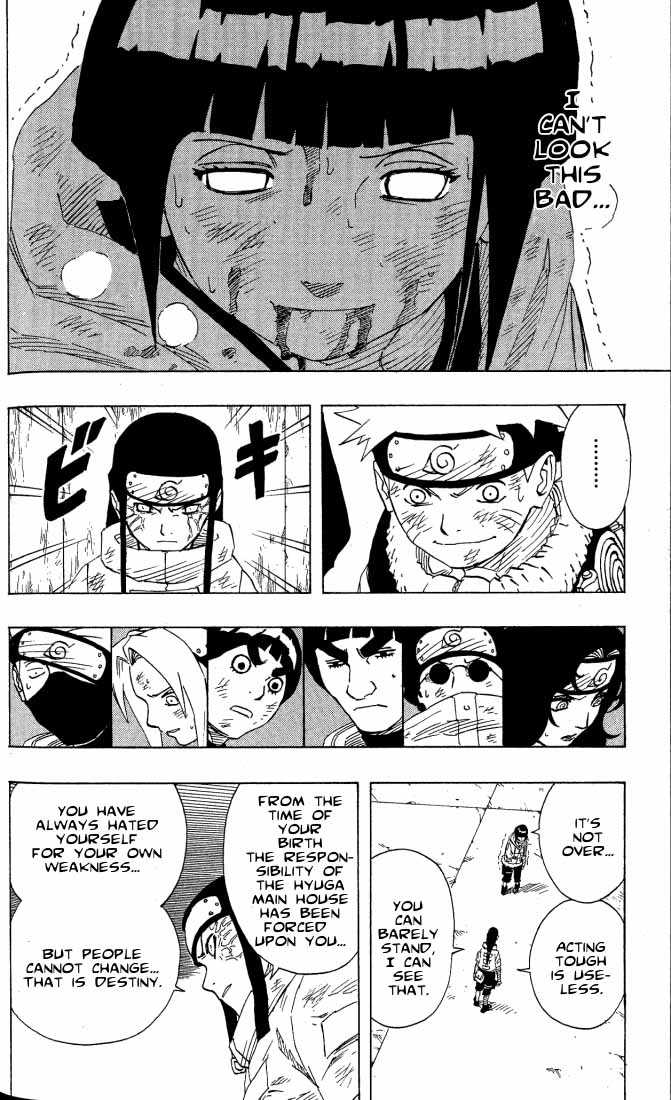 I
CAN'T
LOOK
THIS
BAD...
........
ビキ
IT'S
NOT
OVER...
ACTING
TOUGH
IS USE-
LESS.
YOU
CAN
BARELY
STAND,
I CAN
SEE
THAT.
FROM THE
TIME OF
YOUR
BIRTH
THE RESPON-
SIBILITY OF
THE HYUGA
MAIN HOUSE
HAS BEEN
FORCED
UPON YOU...
YOU HAVE
ALWAYS HATED
YOURSELF
FOR YOUR OWN
WEAKNESS...
BUT PEOPLE
CANNOT CHANGE...
THAT IS DESTINY.